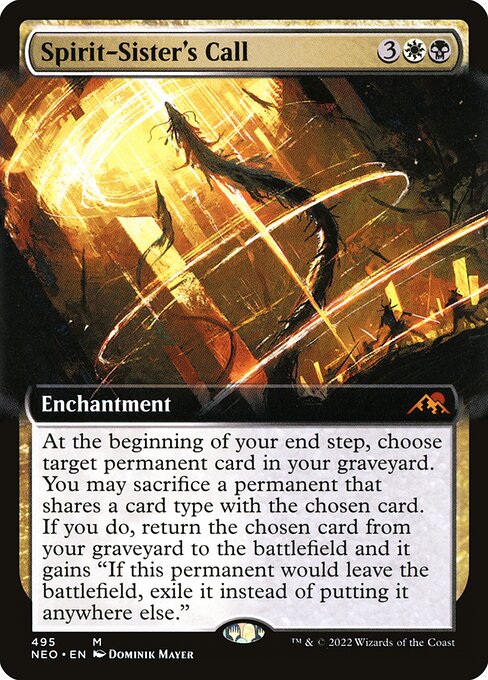 Spirit-Sister's Call 3
Enchantment
At the beginning of your end step, choose
target permanent card in your graveyard.
You may sacrifice a permanent that
shares a card type with the chosen card.
If you do, return the chosen card from
your graveyard to the battlefield and it
gains “If this permanent would leave the
battlefield, exile it instead of putting it
anywhere else.”
495 M
NEO • EN DOMINIK MAYER
™ & © 2022 Wizards of the Coast